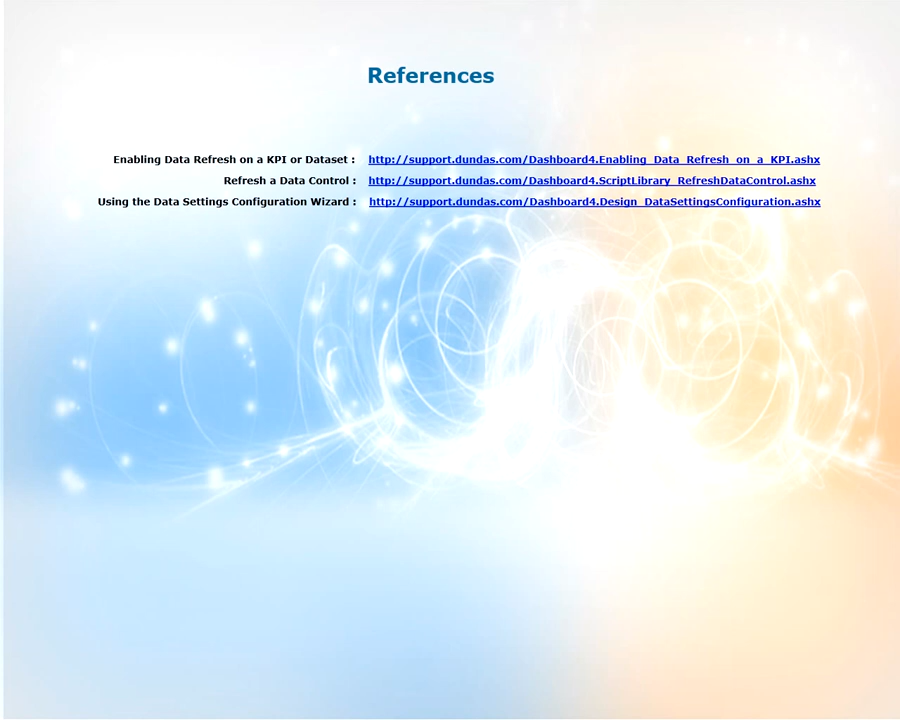 References
Enabling Data Refresh on a KPI or Dataset : http://support.dundas.com/Dashboard4.Enabling_Data_Refresh_on_a_KPI.ashx
Refresh a Data Control : http://support.dundas.com/Dashboard4.ScriptLibrary_RefreshDataControl.ashx
Using the Data Settings Configuration Wizard : http://support.dundas.com/Dashboard4.Design_DataSettingsConfiguration.ashx